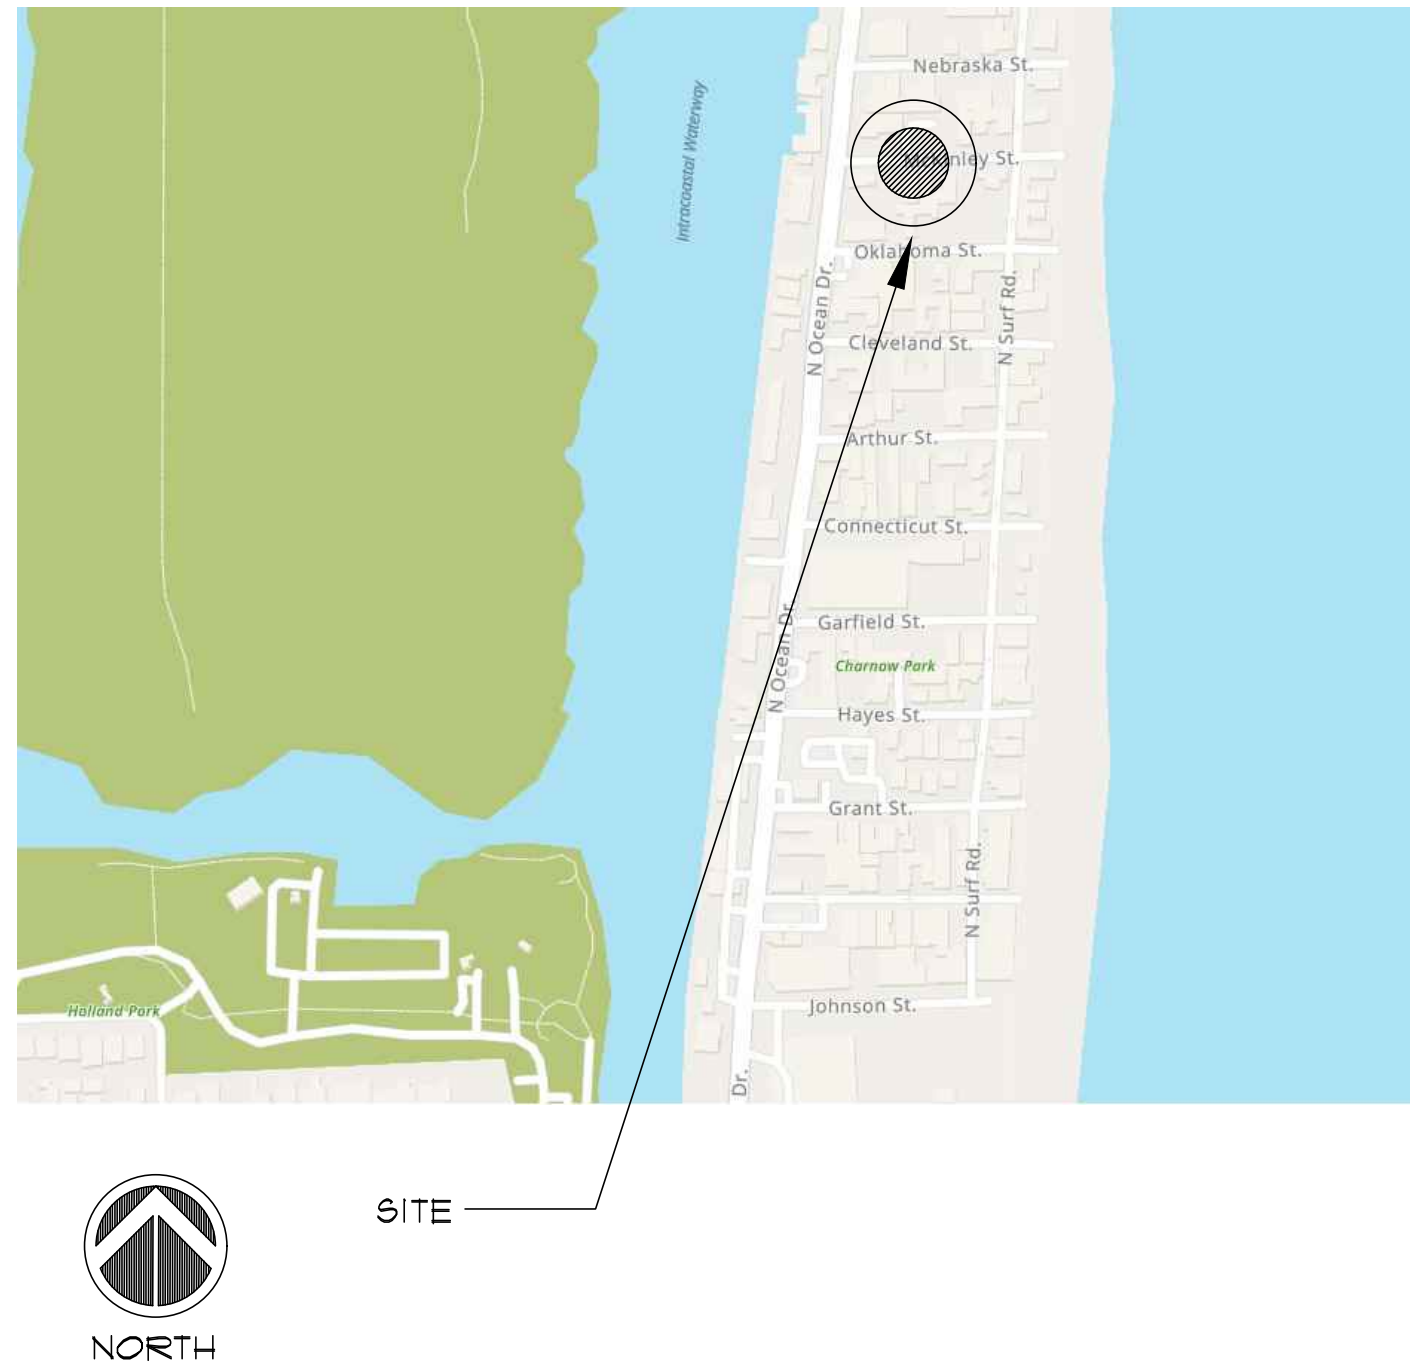 Nebraska St.
Intracoastal Waterway
McKinley St.
Oklahoma St.
N Ocean Dr.
N Surf Rd.
Cleveland St.
Arthur St.
Connecticut St.
Garfield St.
N Ocean Dr.
Charnow Park
Hayes St.
Grant St.
N Surf Rd.
Holland Park
Johnson St.
Dr.
SITE
NORTH